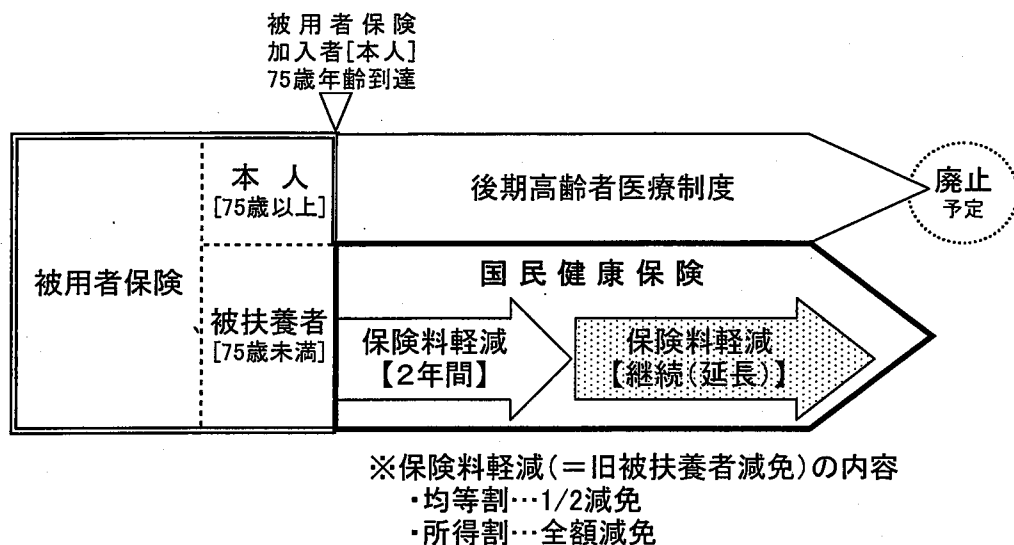 被用者保険
加入者[本人]
75歳年齢到達
本人
[75歳以上]
後期高齢者医療制度
廃止
予定
被用者保険
被扶養者
[75歳未満]
国民健康保険
保険料軽減
【2年間】
保険料軽減
【継続(延長)】
※保険料軽減(=旧被扶養者減免)の内容
・均等割…1/2減免
・所得割…全額減免